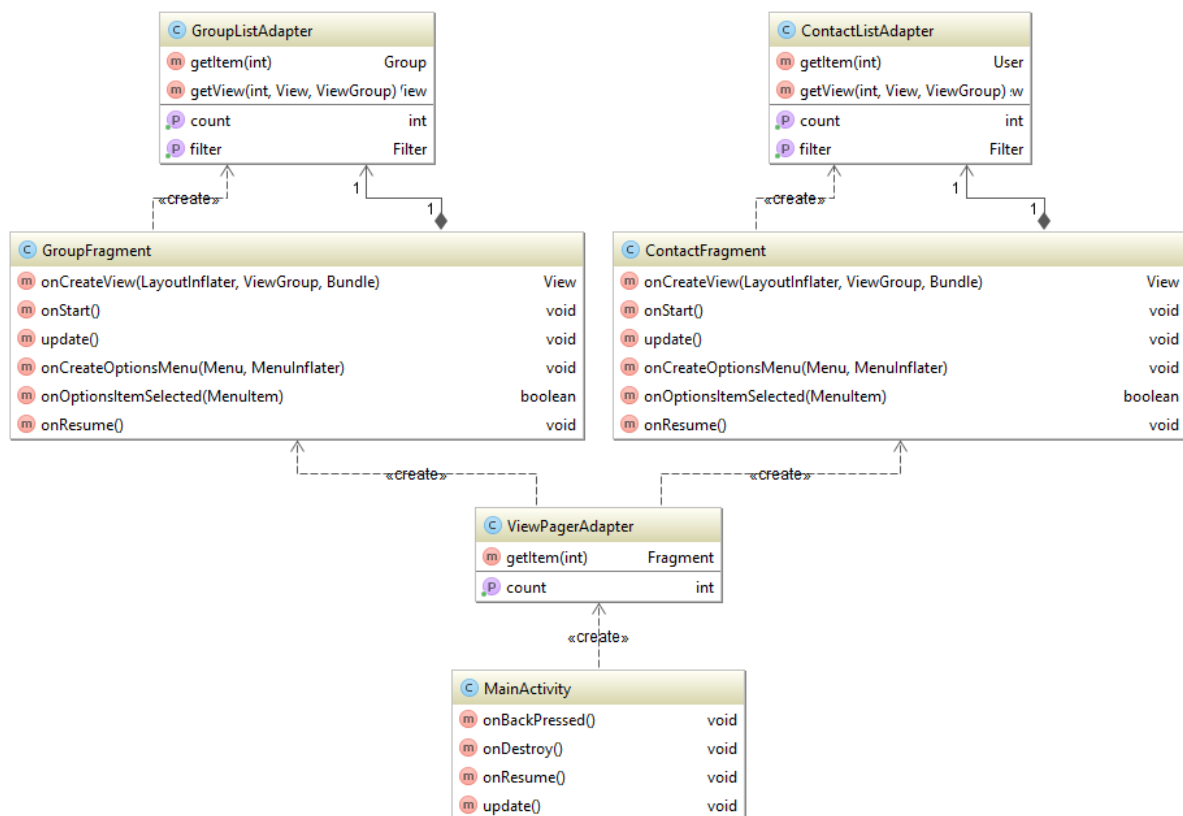 GroupListAdapter
getItem(int) Group
getView(int, View, ViewGroup) View
count int
filter Filter
ContactListAdapter
getItem(int) User
getView(int, View, ViewGroup) :w
count int
filter Filter
«create»
1
1
«create»
1
1
GroupFragment
onCreateView(LayoutInflater, ViewGroup, Bundle) View
onStart() void
update() void
onCreateOptionsMenu(Menu, MenuInflater) void
onOptionsItemSelected(MenuItem) boolean
onResume() void
ContactFragment
onCreateView(LayoutInflater, ViewGroup, Bundle) View
onStart() void
update() void
onCreateOptionsMenu(Menu, MenuInflater) void
onOptionsItemSelected(MenuItem) boolean
onResume() void
«create»
«create»
ViewPagerAdapter
getItem(int) Fragment
count int
«create»
MainActivity
onBackPressed() void
onDestroy() void
onResume() void
update() void